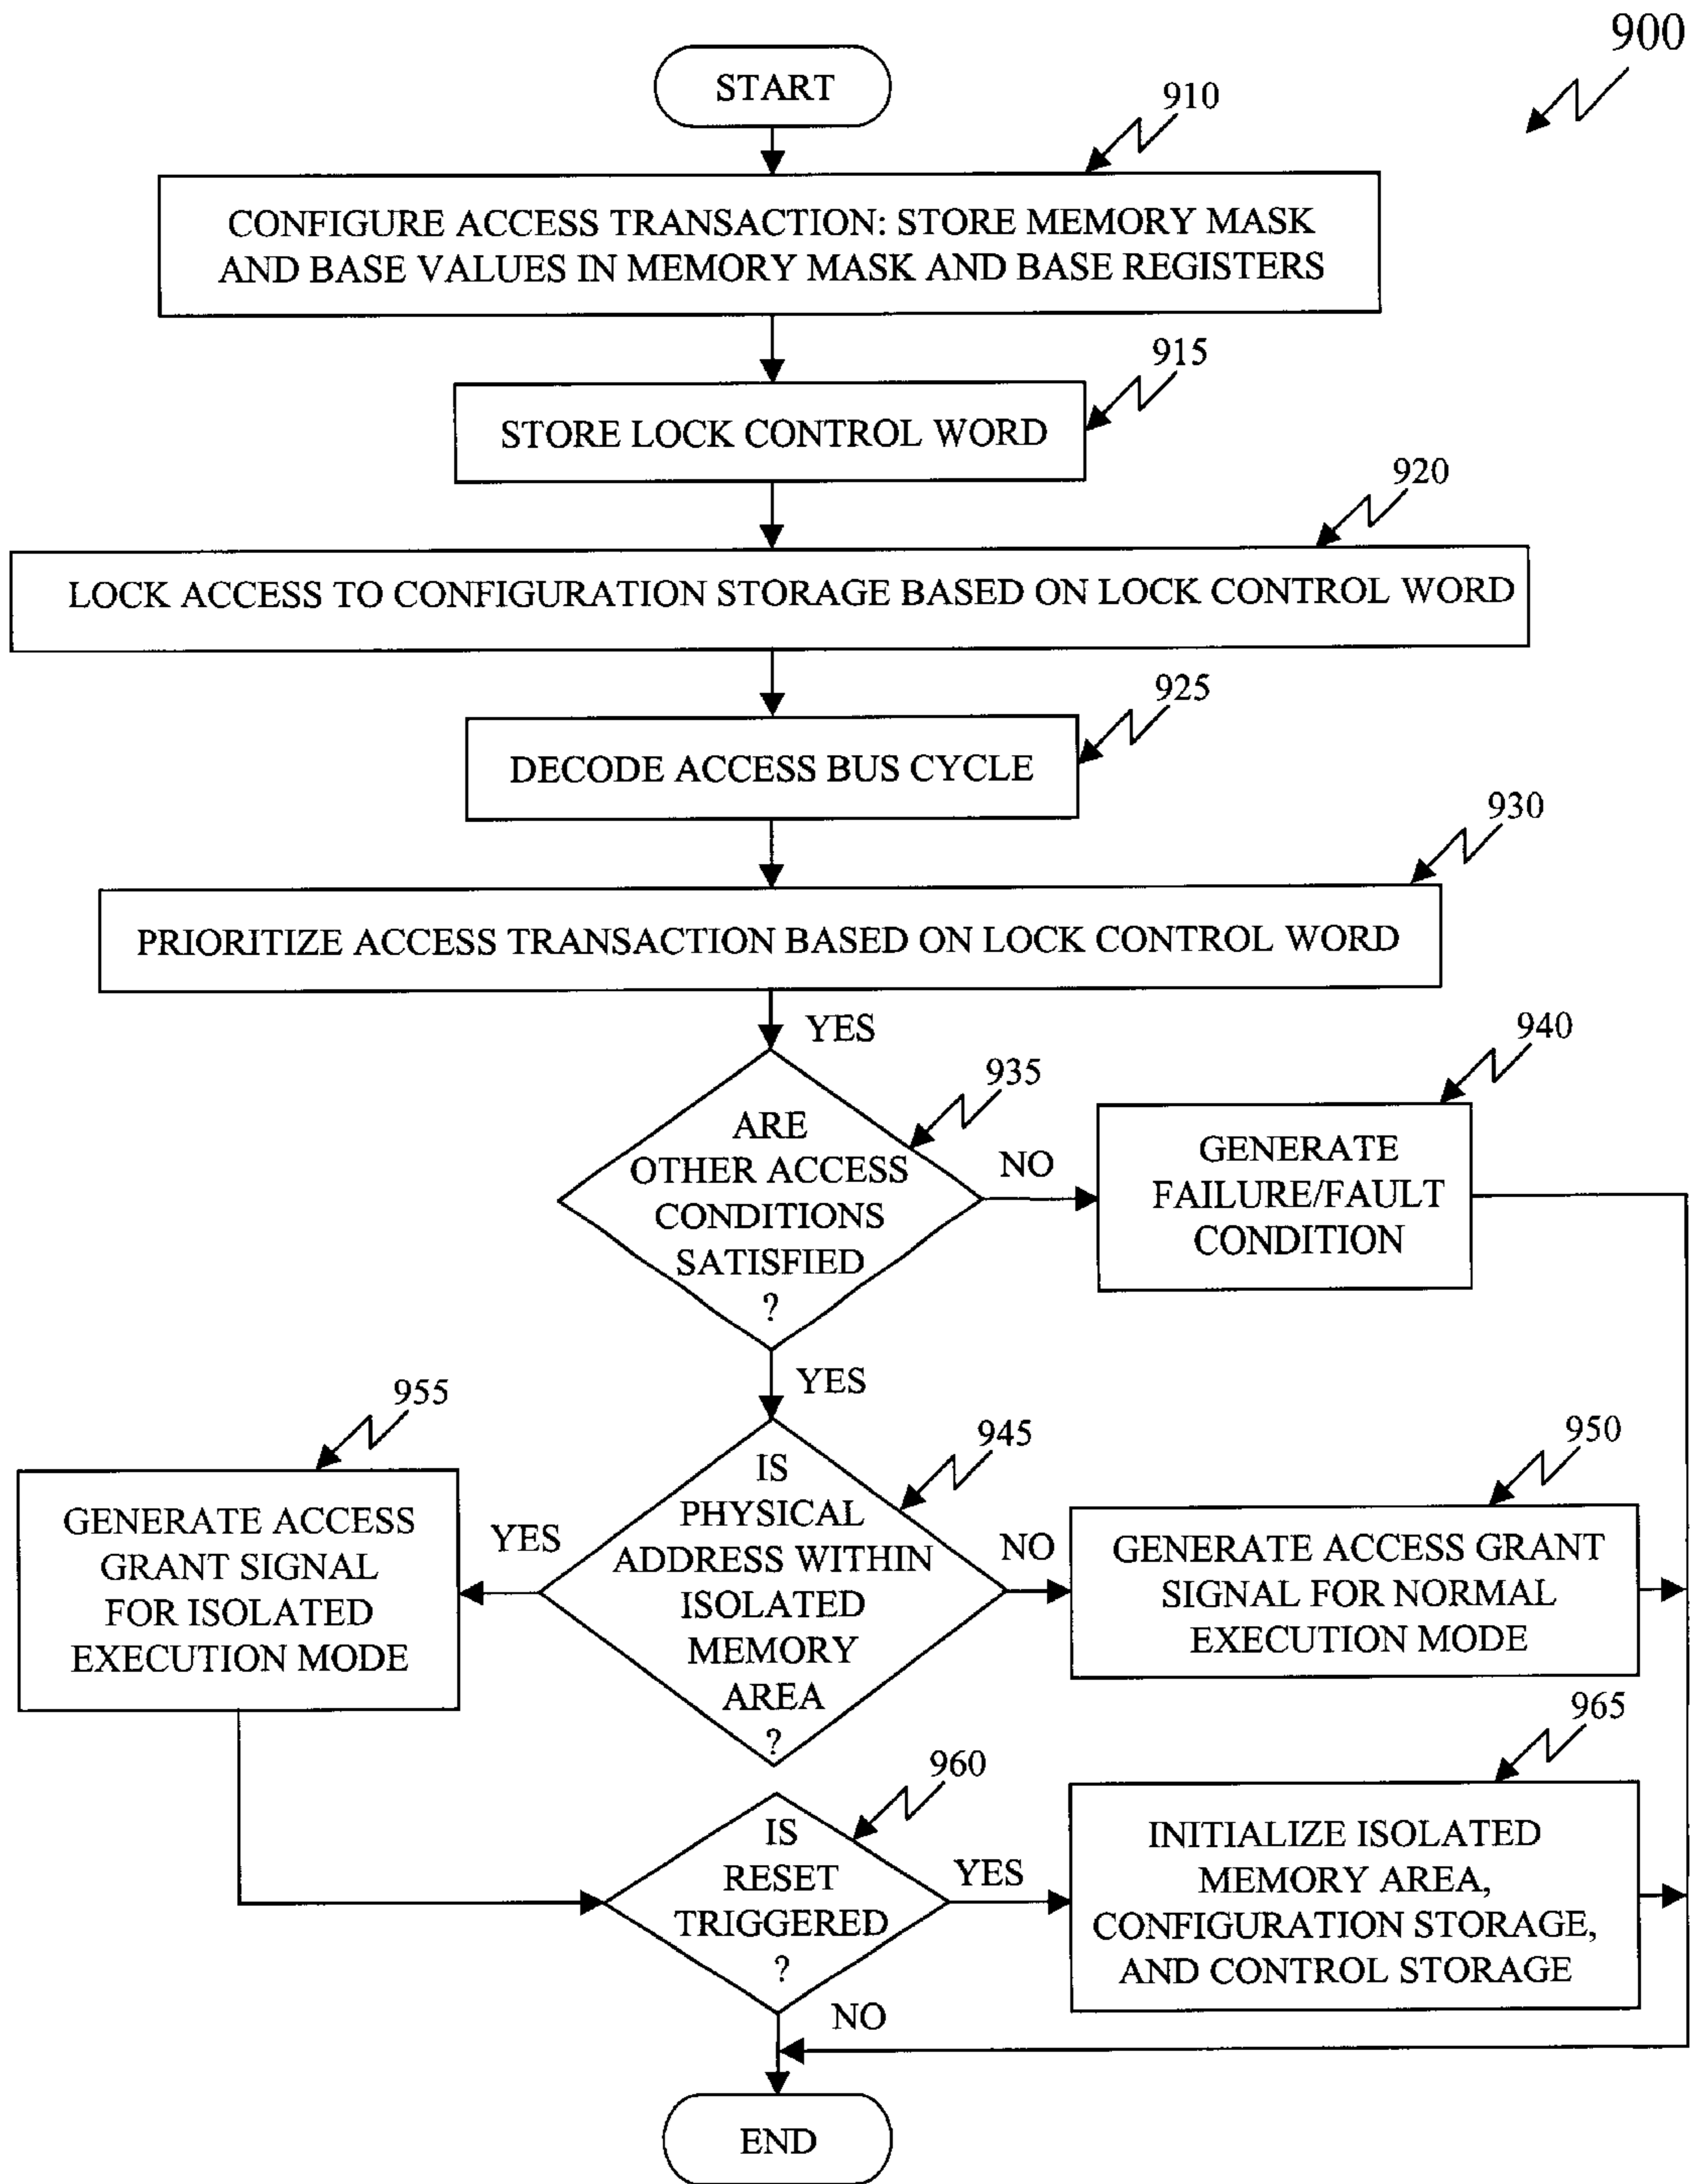 900
START
910
CONFIGURE ACCESS TRANSACTION: STORE MEMORY MASK
AND BASE VALUES IN MEMORY MASK AND BASE REGISTERS
915
STORE LOCK CONTROL WORD
920
LOCK ACCESS TO CONFIGURATION STORAGE BASED ON LOCK CONTROL WORD
925
DECODE ACCESS BUS CYCLE
930
PRIORITIZE ACCESS TRANSACTION BASED ON LOCK CONTROL WORD
YES
935
ARE
OTHER ACCESS
CONDITIONS
SATISFIED
?
NO
940
GENERATE
FAILURE/FAULT
CONDITION
YES
945
IS
PHYSICAL
ADDRESS WITHIN
ISOLATED
MEMORY
AREA
?
YES
955
GENERATE ACCESS
GRANT SIGNAL
FOR ISOLATED
EXECUTION MODE
NO
950
GENERATE ACCESS GRANT
SIGNAL FOR NORMAL
EXECUTION MODE
960
IS
RESET
TRIGGERED
?
YES
965
INITIALIZE ISOLATED
MEMORY AREA,
CONFIGURATION STORAGE,
AND CONTROL STORAGE
NO
END